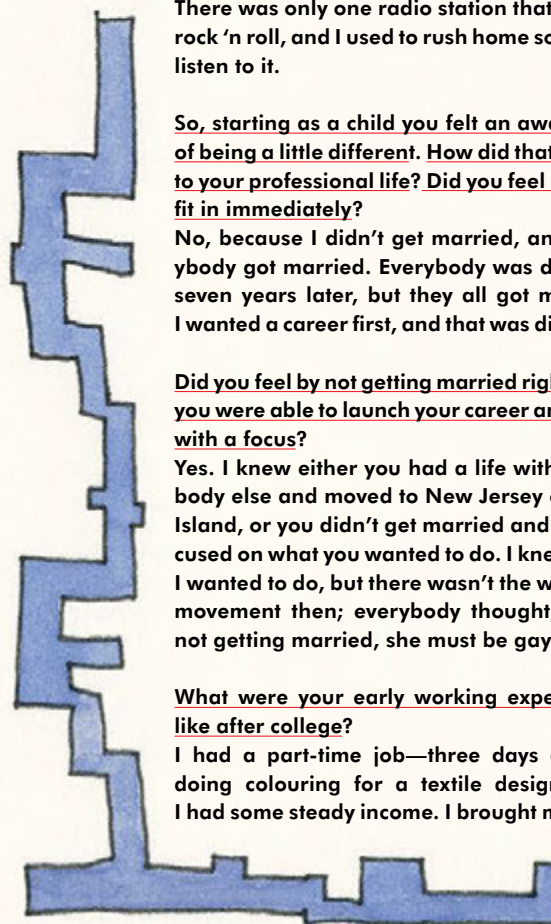 There was only one radio station that
rock ‘n roll, and I used to rush home so
listen to it.
So, starting as a child you felt an awa
of being a little different. How did that
to your professional life? Did you feel
fit in immediately?
No, because I didn’t get married, an
ybody got married. Everybody was d
seven years later, but they all got m
I wanted a career first, and that was di
Did you feel by not getting married rig
you were able to launch your career an
with a focus?
Yes. I knew either you had a life with
body else and moved to New Jersey
Island, or you didn’t get married and
cused on what you wanted to do. I kne
I wanted to do, but there wasn’t the w
movement then; everybody thought,
not getting married, she must be gay
What were your early working expe
like after college?
I had a part-time job—three days
doing colouring for a textile desig
I had some steady income. I brought m